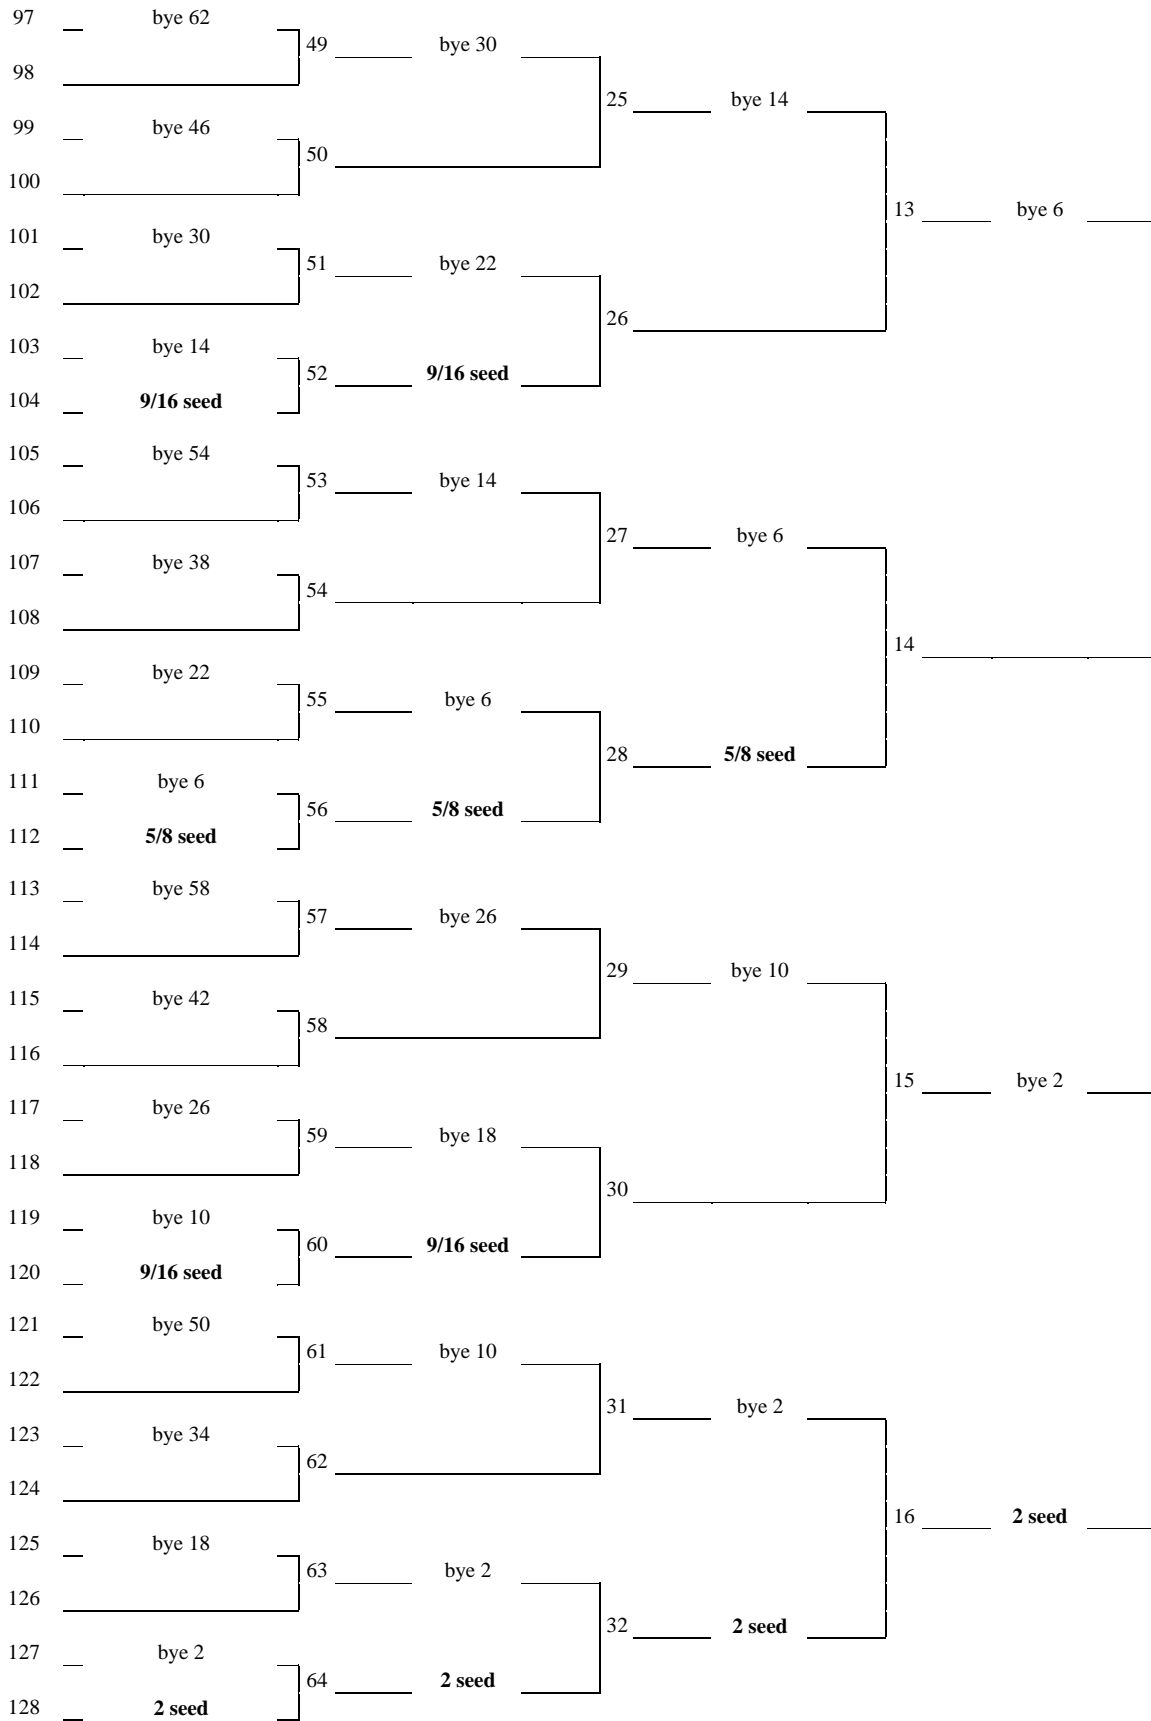 97 bye 62
49 bye 30
98
25 bye 14
99 bye 46
50
100
13 bye 6
101 bye 30
51 bye 22
102
26
103 bye 14
52 9/16 seed
104 9/16 seed
105 bye 54
53 bye 14
106
27 bye 6
107 bye 38
54
108
14
109 bye 22
55 bye 6
110
28 5/8 seed
111 bye 6
56 5/8 seed
112 5/8 seed
113 bye 58
57 bye 26
114
29 bye 10
115 bye 42
58
116
15 bye 2
117 bye 26
59 bye 18
118
30
119 bye 10
60 9/16 seed
120 9/16 seed
121 bye 50
61 bye 10
122
31 bye 2
123 bye 34
62
124
16 2 seed
125 bye 18
63 bye 2
126
32 2 seed
127 bye 2
64 2 seed
128 2 seed